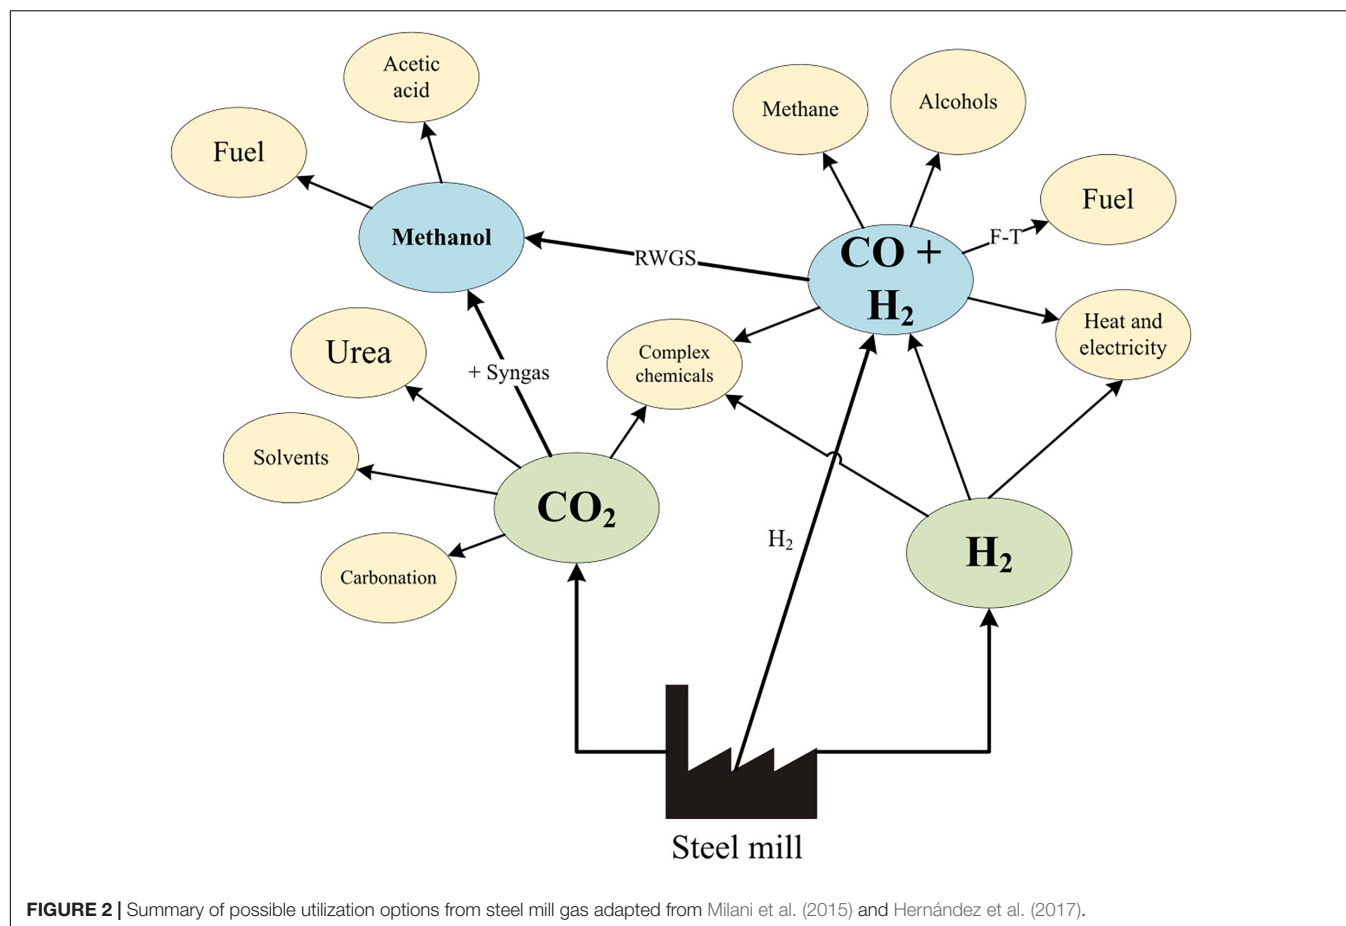 Acetic
acid
Fuel
Methanol
Methane
Alcohols
Fuel
F-T
CO +
H₂
RWGS
Heat and
electricity
Complex
chemicals
Urea
+ Syngas
Solvents
CO₂
Carbonation
H₂
H₂
Steel mill
FIGURE 2 | Summary of possible utilization options from steel mill gas adapted from Milani et al. (2015) and Hernández et al. (2017).